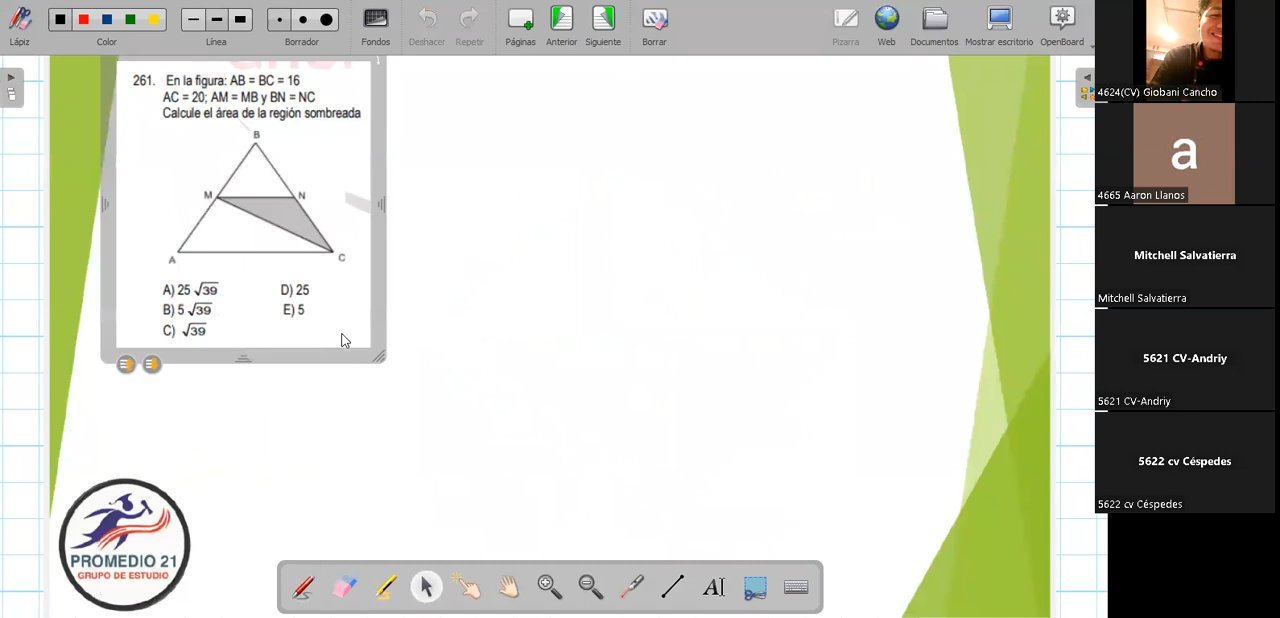 Lápiz
Color
Línea
Borrador
Fondos
Deshacer
Repetir
Páginas
Anterior
Siguiente
Borrar
Pizarra
Web
Documentos
Mostrar escritorio
OpenBoard
261. En la figura: AB = BC = 16
AC = 20; AM = MB y BN = NC
Calcule el área de la región sombreada
B
M
N
A
C
A) 25 √39
D) 25
B) 5 √39
E) 5
C) √39
PROMEDIO 21
GRUPO DE ESTUDIO
AI
4624(CV) Giobani Cancho
a
4665 Aaron Llanos
Mitchell Salvatierra
Mitchell Salvatierra
5621 CV-Andriy
5621 CV-Andriy
5622 cv Céspedes
5622 cv Céspedes